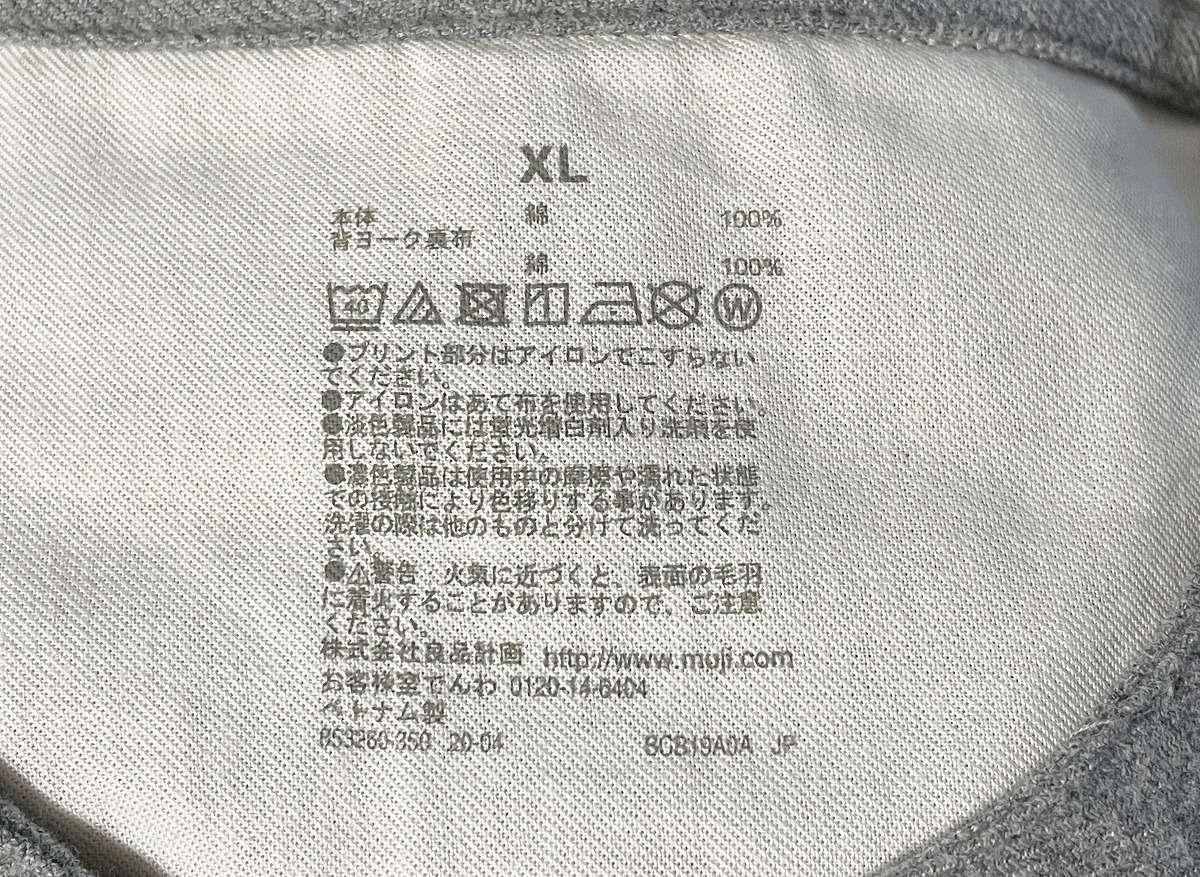 XL
本体 綿 100%
背ヨーク裏布
綿 100%
40 W
●プリント部分はアイロンでこすらない
でください。
●アイロンはあて布を使用してください。
●淡色製品には蛍光増白剤入り洗剤を使
用しないでください。
●濃色製品は使用中の摩擦や濡れた状態
での接触により色移りする事があります。
洗濯の際は他のものと分けて洗ってくだ
さい。
●⚠警告 火気に近づくと、表面の毛羽
に着火することがありますので、ご注意
ください。
株式会社良品計画 http://www.muji.com
お客様室でんわ 0120-14-6404
ベトナム製
20-04 JP